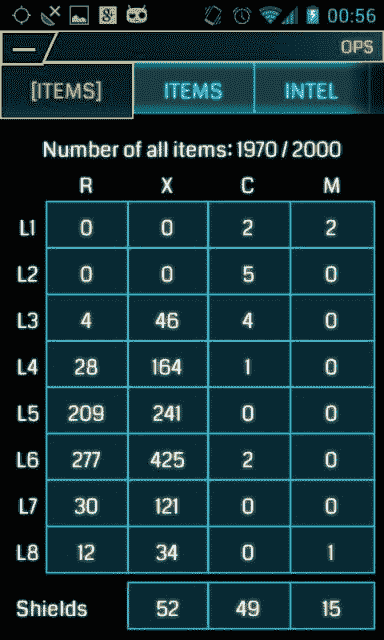 00:56
OPS
[ITEMS] ITEMS INTEL
Number of all items: 1970 / 2000
R X C M
L1 0 0 2 2
L2 0 0 5 0
L3 4 46 4 0
L4 28 164 1 0
L5 209 241 0 0
L6 277 425 2 0
L7 30 121 0 0
L8 12 34 0 1
Shields 52 49 15